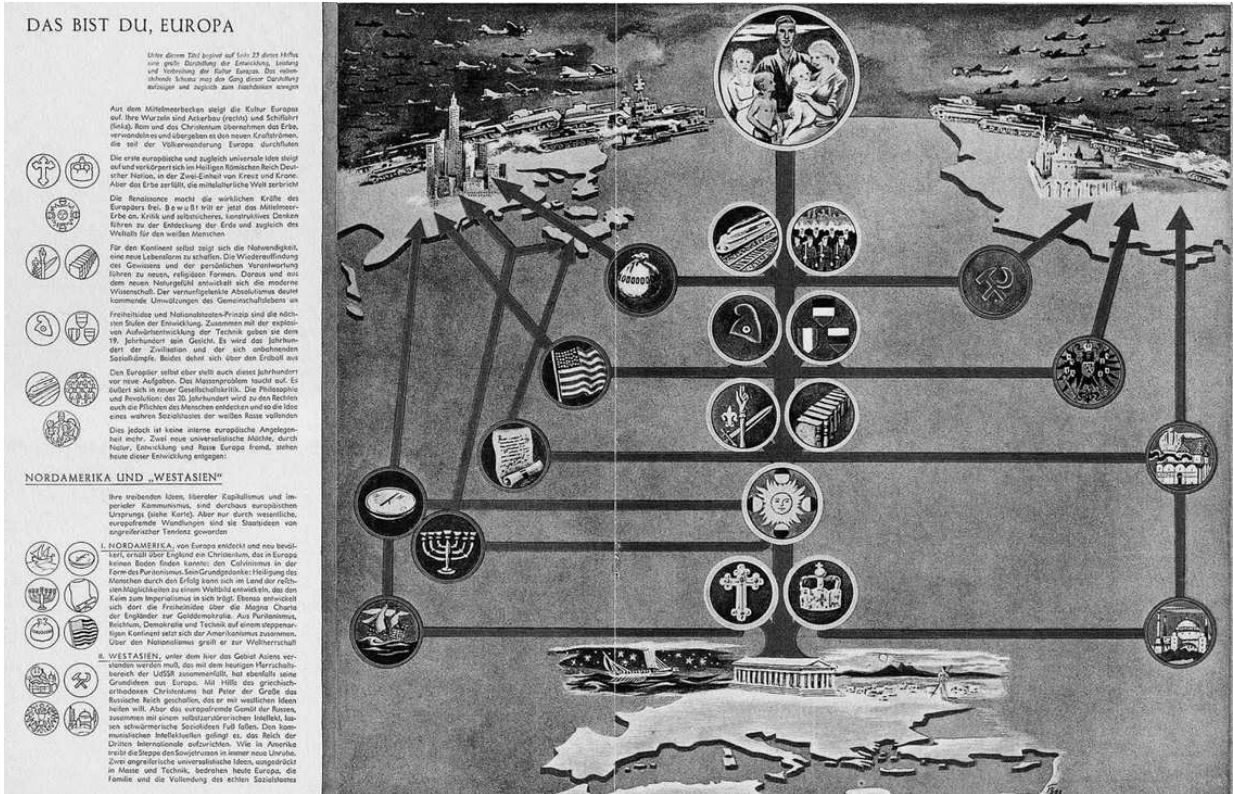 DAS BIST DU, EUROPA
Unter diesem Titel beginnt auf Seite 23 dieses Heftes
eine große Darstellung der Entwicklung, Leistung
und Verbreitung der Kultur Europas. Das neben-
stehende Schema mag den Gang dieser Darstellung
aufzeigen und zugleich zum Nachdenken anregen
Aus dem Mittelmeerbecken steigt die Kultur Europas
auf. Ihre Wurzeln sind Ackerbau (rechts) und Schiffahrt
(links). Rom und das Christentum übernehmen das Erbe,
verwandeln es und übergeben es den neuen Kraftströmen,
die seit der Völkerwanderung Europa durchfluten
Die erste europäische und zugleich universale Idee steigt
auf und verkörpert sich im Heiligen Römischen Reich Deut-
scher Nation, in der Zwei-Einheit von Kreuz und Krone.
Aber das Erbe zerfällt, die mittelalterliche Welt zerbricht
Die Renaissance macht die wirklichen Kräfte des
Europäers frei. Bewußt tritt er jetzt das Mittelmeer-
Erbe an. Kritik und selbstsicheres, konstruktives Denken
führen zu der Entdeckung der Erde und zugleich des
Weltalls für den weißen Menschen
Für den Kontinent selbst zeigt sich die Notwendigkeit,
eine neue Lebensform zu schaffen. Die Wiederauffindung
des Gewissens und der persönlichen Verantwortung
führen zu neuen, religiösen Formen. Daraus und aus
dem neuen Naturgefühl entwickelt sich die moderne
Wissenschaft. Der vernunftgelenkte Absolutismus deutet
kommende Umwälzungen des Gemeinschaftslebens an
Freiheitsidee und Nationalstaaten-Prinzip sind die näch-
sten Stufen der Entwicklung. Zusammen mit der explosi-
ven Aufwärtsentwicklung der Technik geben sie dem
19. Jahrhundert sein Gesicht. Es wird das Jahrhun-
dert der Zivilisation und der sich anbahnenden
Sozialkämpfe. Beides dehnt sich über den Erdball aus
Den Europäer selbst aber stellt auch dieses Jahrhundert
vor neue Aufgaben. Das Massenproblem taucht auf. Es
äußert sich in neuer Gesellschaftskritik. Die Philosophie
und Revolution: das 20. Jahrhundert wird zu den Rechten
auch die Pflichten des Menschen entdecken und so die Idee
eines wahren Sozialstaates der weißen Rasse vollenden
Dies jedoch ist keine interne europäische Angelegen-
heit mehr. Zwei neue universalistische Mächte, durch
Natur, Entwicklung und Rasse Europa fremd, stehen
heute dieser Entwicklung entgegen:
NORDAMERIKA UND „WESTASIEN"
Ihre treibenden Ideen, liberaler Kapitalismus und im-
perialer Kommunismus, sind durchaus europäischen
Ursprungs (siehe Karte). Aber nur durch wesentliche,
europafremde Wandlungen sind sie Staatsideen von
angreiferischer Tendenz geworden
I. NORDAMERIKA, von Europa entdeckt und neu bevöl-
kert, erhält über England ein Christentum, das in Europa
keinen Boden finden konnte: den Calvinismus in der
Form des Puritanismus. Sein Grundgedanke: Heiligung des
Menschen durch den Erfolg kann sich im Land der reich-
sten Möglichkeiten zu einem Weltbild entwickeln, das den
Keim zum Imperialismus in sich trägt. Ebenso entwickelt
sich dort die Freiheitsidee über die Magna Charta
der Engländer zur Golddemokratie. Aus Puritanismus,
Reichtum, Demokratie und Technik auf einem steppenar-
tigen Kontinent setzt sich der Amerikanismus zusammen.
Über den Nationalismus greift er zur Weltherrschaft
II. WESTASIEN, unter dem hier das Gebiet Asiens ver-
standen werden muß, das mit dem heutigen Herrschafts-
bereich der UdSSR zusammenfällt, hat ebenfalls seine
Grundideen aus Europa. Mit Hilfe des griechisch-
orthodoxen Christentums hat Peter der Große das
Russische Reich geschaffen, das er mit westlichen Ideen
heilen will. Aber das europafremde Gemüt der Russen,
zusammen mit einem selbstzerstörerischen Intellekt, las-
sen schwärmerische Sozialideen Fuß faßen. Den kom-
munistischen Intellektuellen gelingt es, das Reich der
Dritten Internationale aufzurichten. Wie in Amerika
treibt die Steppe den Sowjetrussen in immer neue Unruhe.
Zwei angreiferische universalistische Ideen, ausgedrückt
in Masse und Technik, bedrohen heute Europa, die
Familie und die Vollendung des echten Sozialstaates